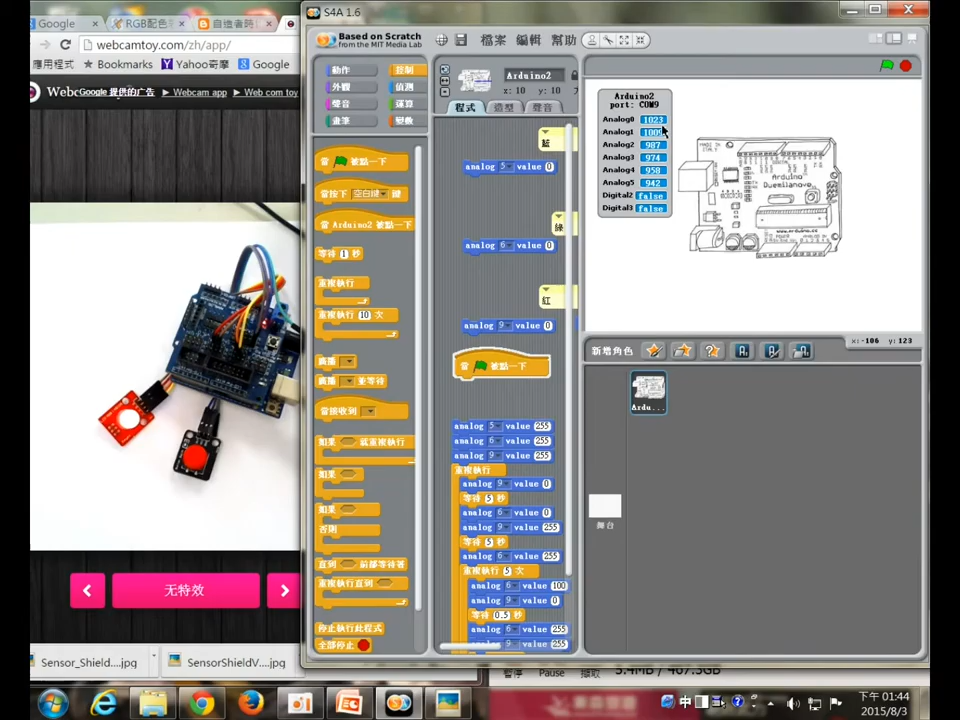 Google
RGB配色
自造者時
webcamtoy.com/zh/app/
應用程式
Bookmarks
Yahoo奇摩
Google
Google 提供的广告
Webcam app
Web com toy
无特效
Sensor_Shield....jpg
SensorShieldV....jpg
S4A 1.6
Based on Scratch
from the MIT Media Lab
檔案 編輯 幫助
動作 控制
外觀 偵測
聲音 運算
畫筆 變數
Arduino2
x: 10 y: 10
程式 造型 聲音
當 被點一下
當按下 空白鍵 鍵
當 Arduino2 被點一下
等待 1 秒
重複執行
重複執行 10 次
廣播
廣播 並等待
當接收到
如果 就重複執行
如果
如果
否則
直到 前都等待著
重複執行直到
停止執行此程式
全部停止
藍
analog 5 value 0
綠
analog 6 value 0
紅
analog 9 value 0
當 被點一下
analog 5 value 255
analog 6 value 255
analog 9 value 255
重複執行
analog 9 value 0
等待 5 秒
analog 6 value 0
analog 9 value 255
等待 5 秒
analog 6 value 255
重複執行 5 次
analog 6 value 100
analog 9 value 0
等待 0.5 秒
analog 6 value 255
analog 9 value 255
Arduino2
port: COM9
Analog0 1023
Analog1
Analog2 987
Analog3 974
Analog4 958
Analog5 942
Digital2 false
Digital3 false
Arduino
Duemilanove
x: -106 y: 123
新增角色
Ardu...
舞台
暫停 Pause 擷取 3.4MB / 407.3GB
中
下午 01:44
2015/8/3